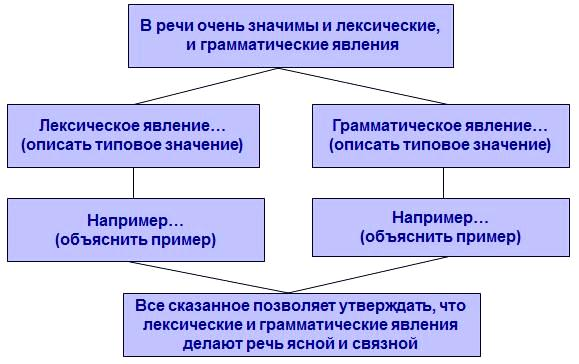 В речи очень значимы и лексические,
и грамматические явления
Лексическое явление…
(описать типовое значение)
Грамматическое явление…
(описать типовое значение)
Например…
(объяснить пример)
Например…
(объяснить пример)
Все сказанное позволяет утверждать, что
лексические и грамматические явления
делают речь ясной и связной